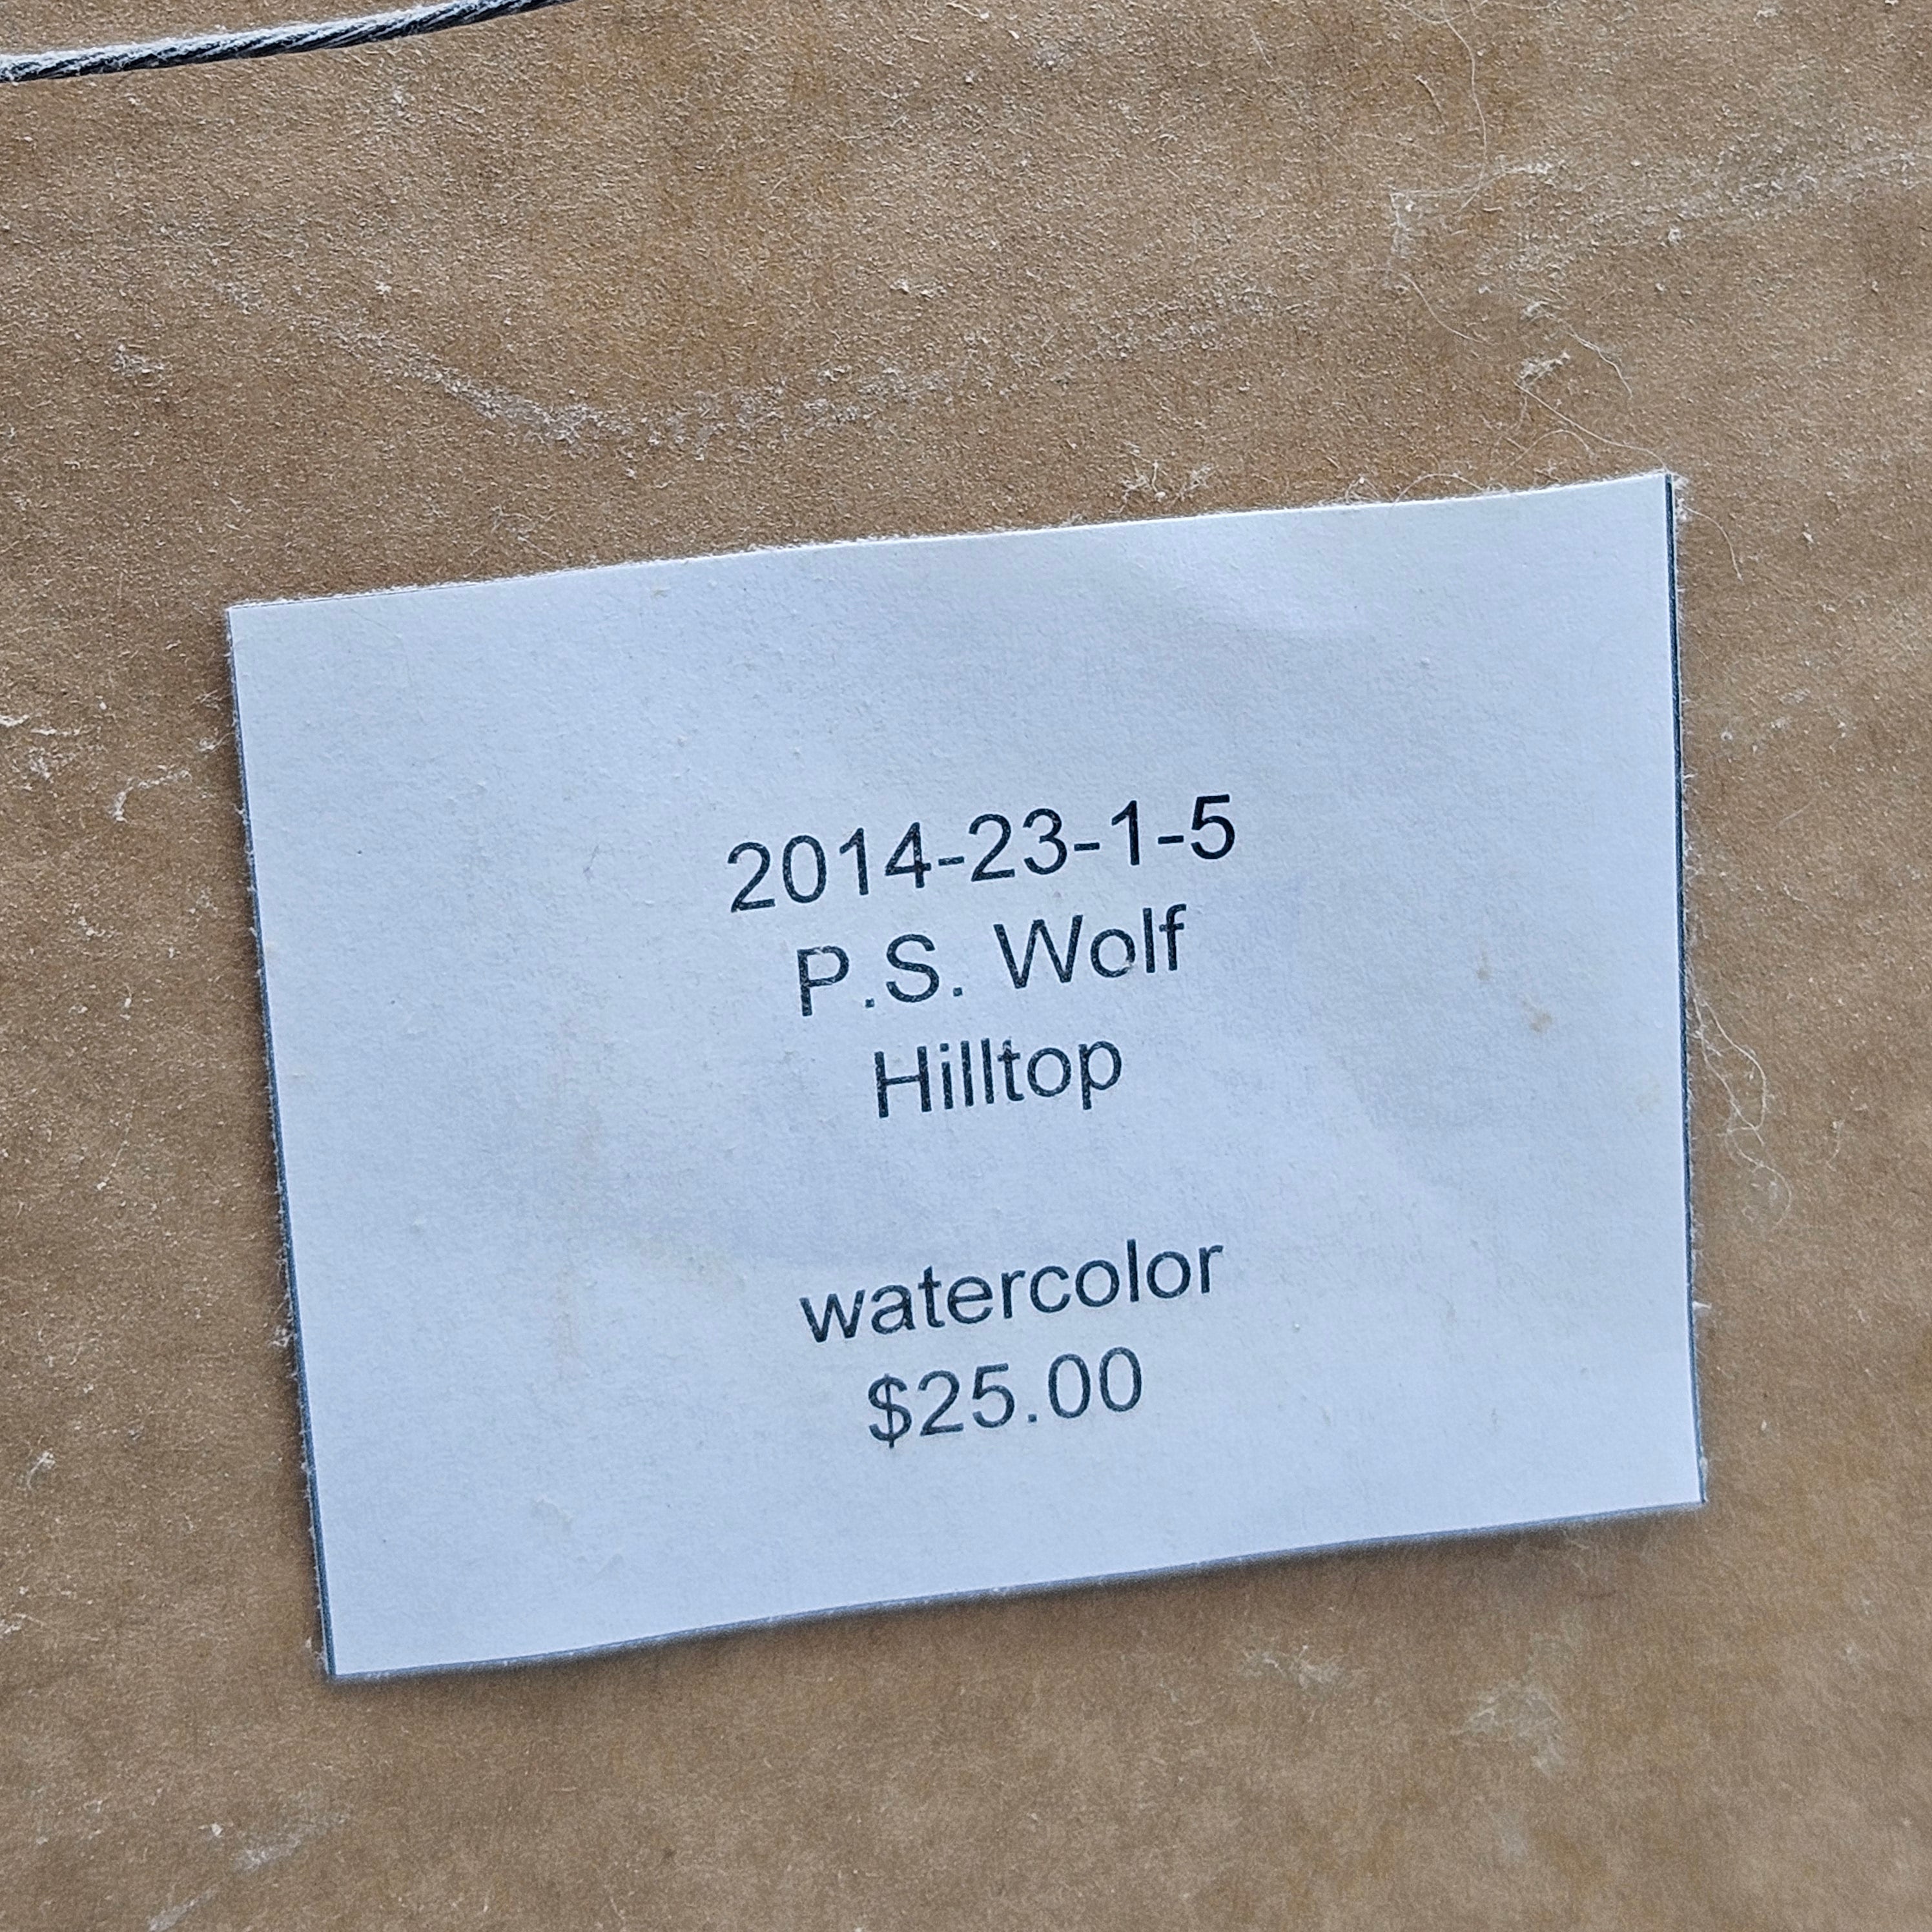 2014-23-1-5
P.S. Wolf
Hilltop
watercolor
$25.00